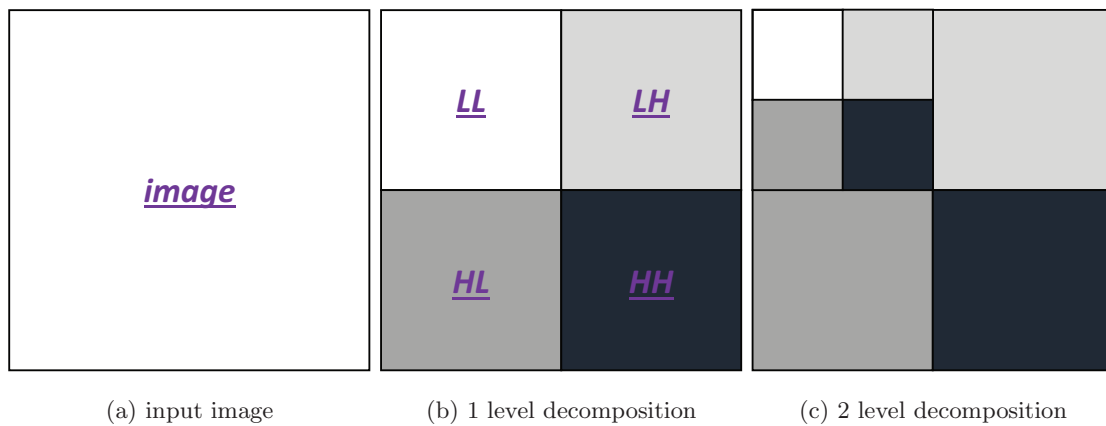 image
LL
LH
HL
HH
(a) input image
(b) 1 level decomposition
(c) 2 level decomposition